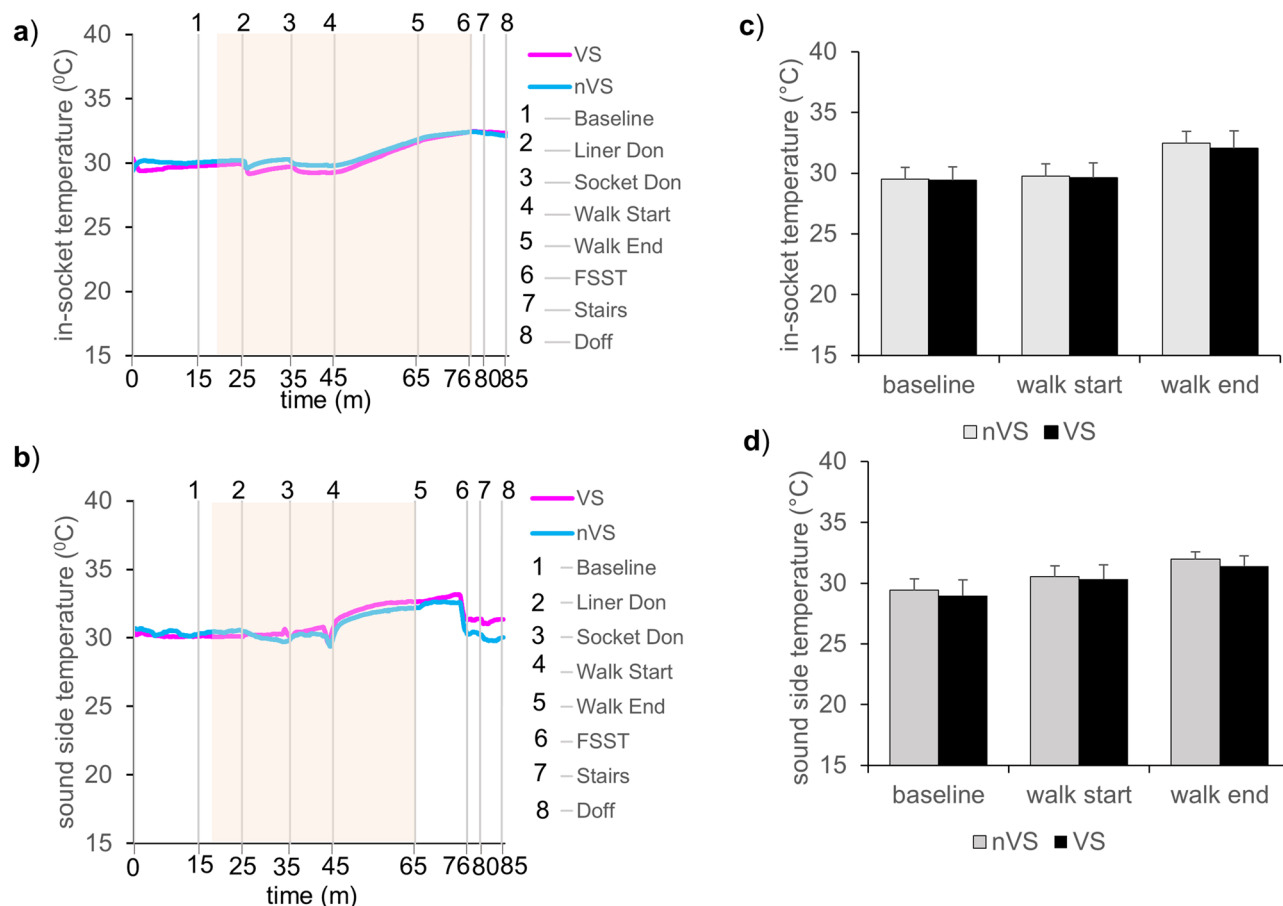 a)
1 2 3 4 5 6 7 8
40
35
30
25
20
15
in-socket temperature (⁰C)
0 15 25 35 45 65 76 80 85
time (m)
VS
nVS
1 Baseline
2 Liner Don
3 Socket Don
4 Walk Start
5 Walk End
6 FSST
7 Stairs
8 Doff
c)
40
35
30
25
20
15
in-socket temperature (°C)
baseline walk start walk end
nVS VS
b)
1 2 3 4 5 6 7 8
40
35
30
25
20
15
sound side temperature (⁰C)
0 15 25 35 45 65 76 80 85
time (m)
VS
nVS
1 Baseline
2 Liner Don
3 Socket Don
4 Walk Start
5 Walk End
6 FSST
7 Stairs
8 Doff
d)
40
35
30
25
20
15
sound side temperature (°C)
baseline walk start walk end
nVS VS